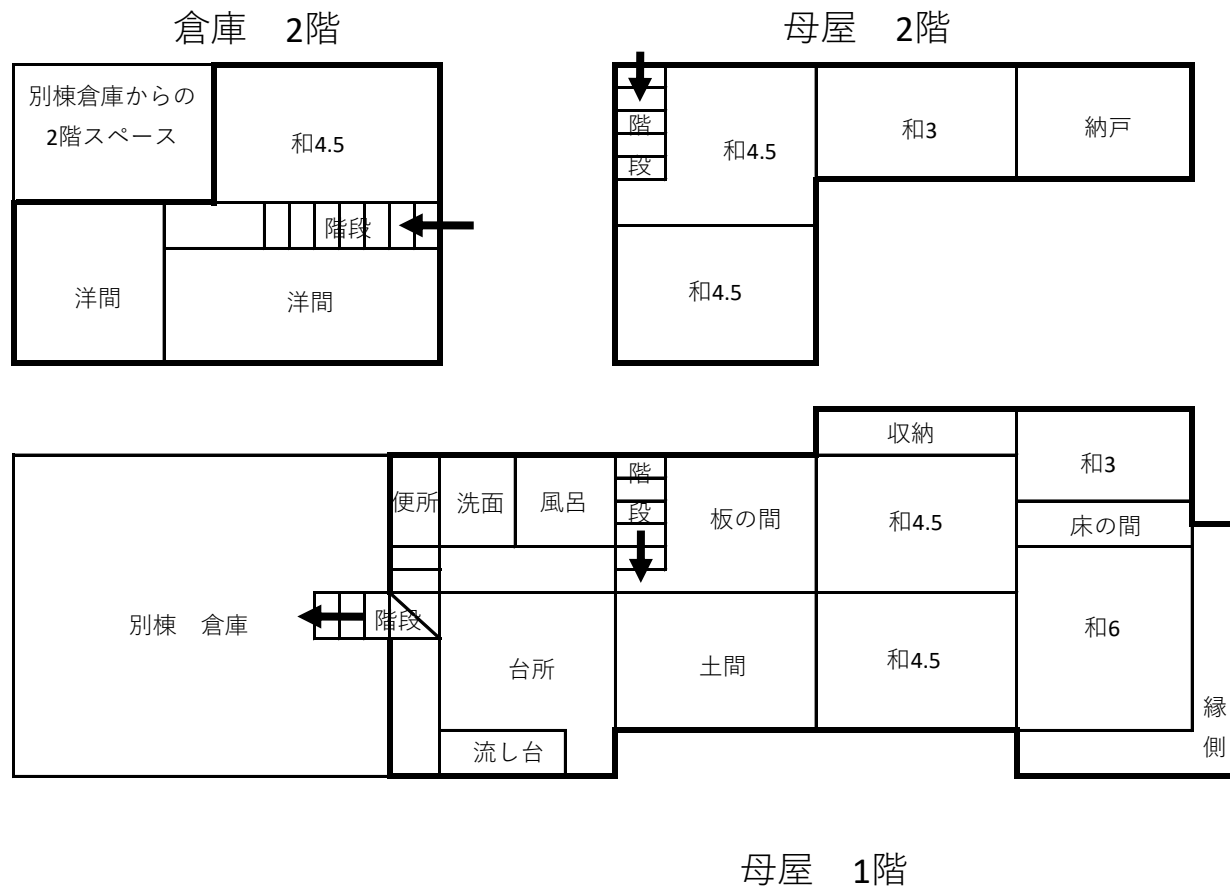 倉庫　2階
母屋　2階
別棟倉庫からの
2階スペース
和4.5
階段
洋間
洋間
階
段
和4.5
和3
納戸
和4.5
収納
和3
便所
洗面
風呂
階
段
板の間
和4.5
床の間
別棟　倉庫
階段
台所
土間
和4.5
和6
流し台
縁
側
母屋　1階